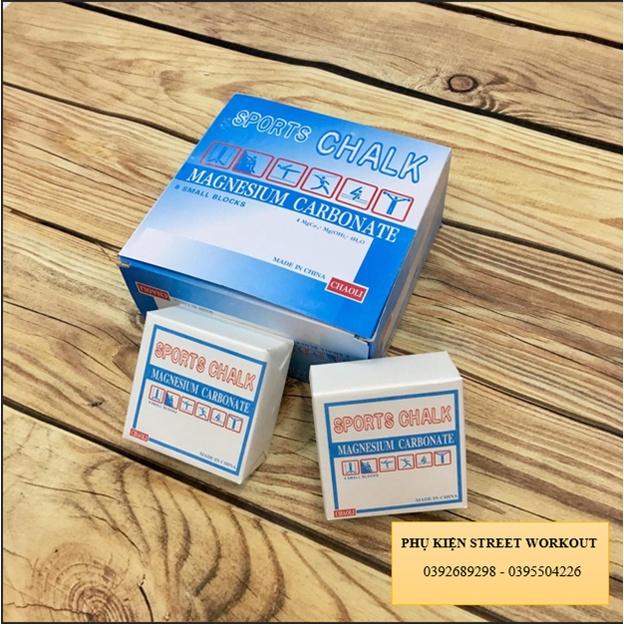 SPORTS CHALK
MAGNESIUM CARBONATE
8 SMALL BLOCKS
MADE IN CHINA
CHAOLI
CHAOLI
SPORTS CHALK
MAGNESIUM CARBONATE
MADE IN CHINA
CHAOLI
SPORTS CHALK
MAGNESIUM CARBONATE
MADE IN CHINA
CHAOLI
PHỤ KIỆN STREET WORKOUT
0392689298 - 0395504226